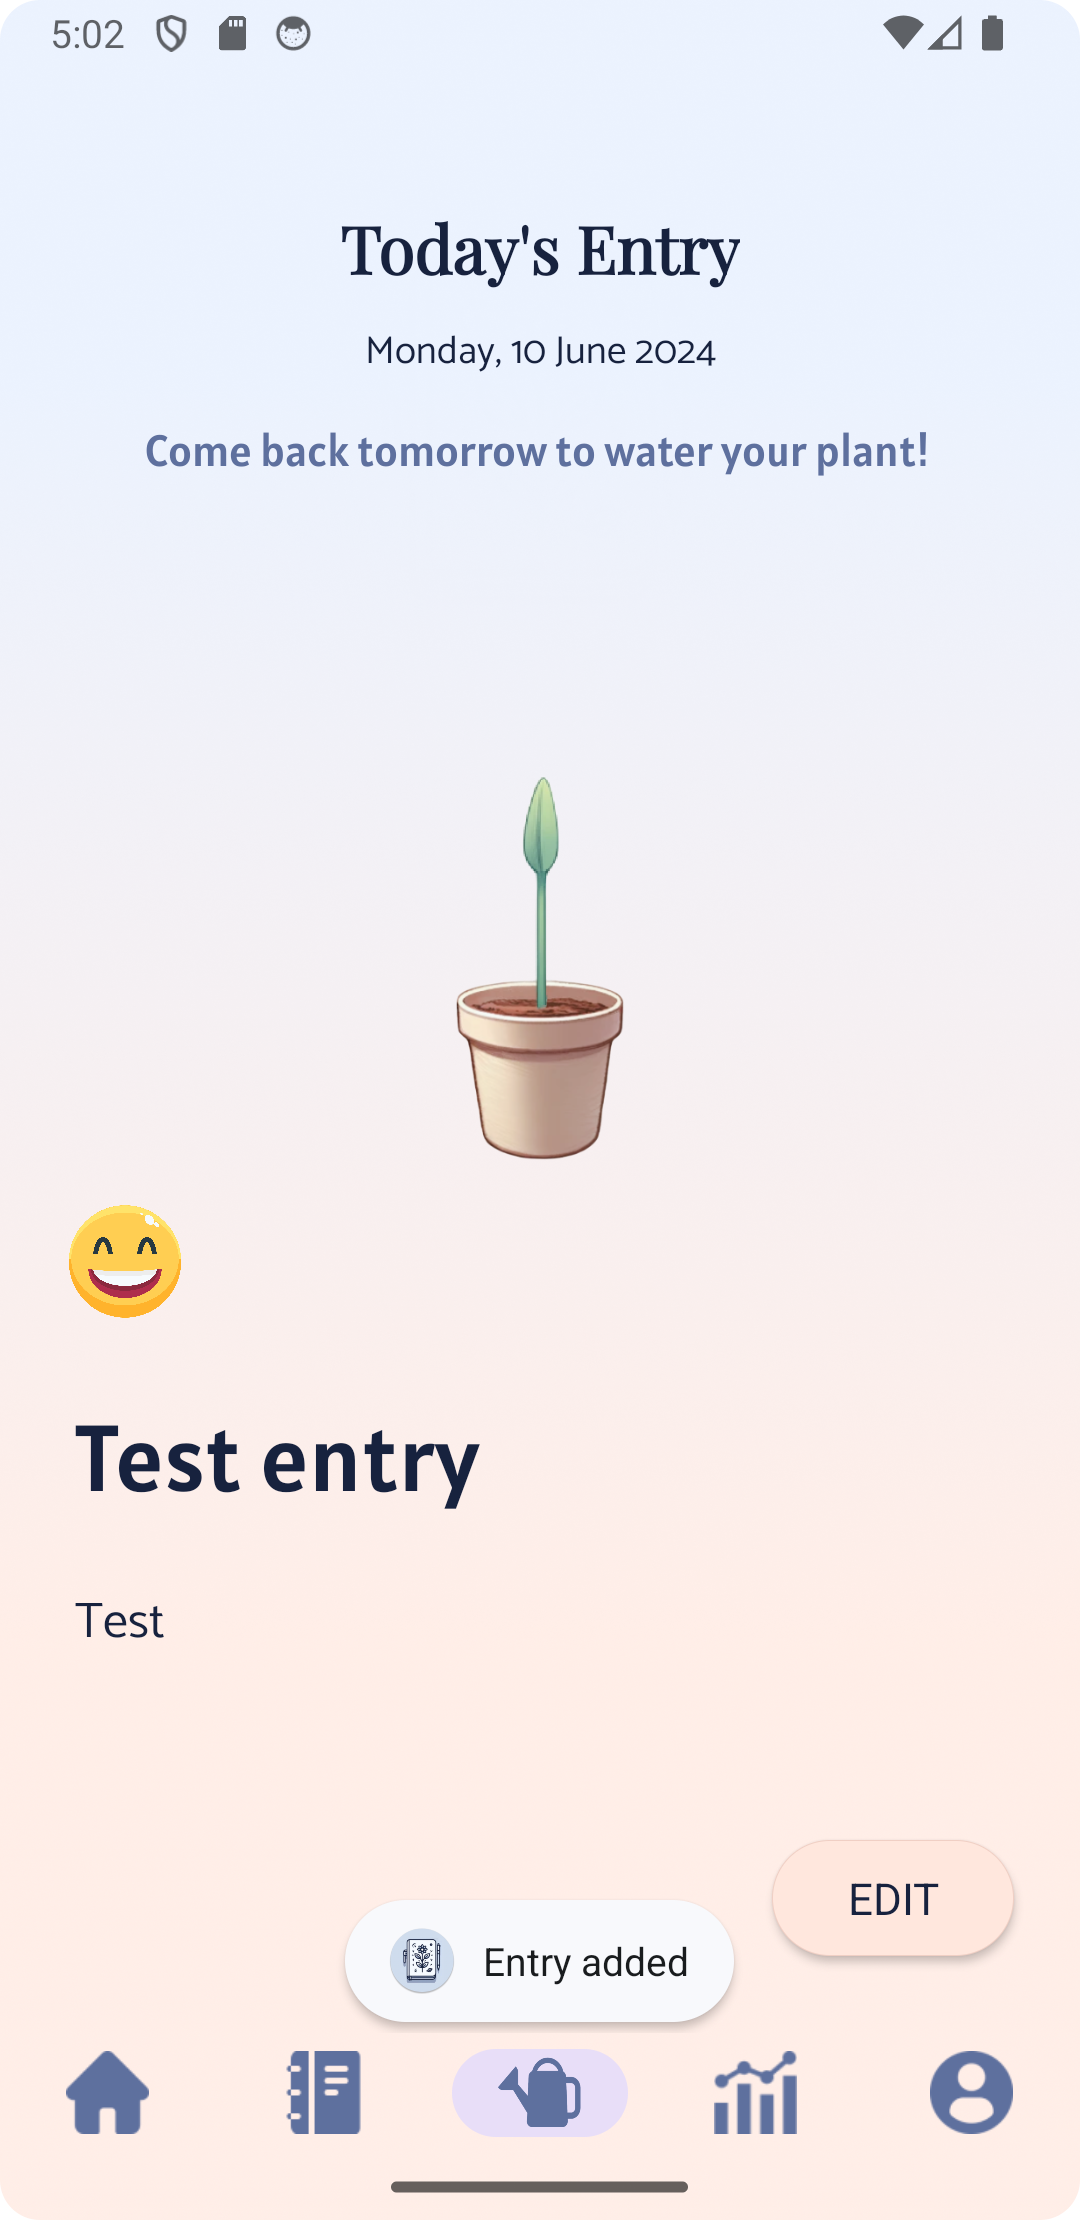 5:02
Today's Entry
Monday, 10 June 2024
Come back tomorrow to water your plant!
Test entry
Test
EDIT
Entry added